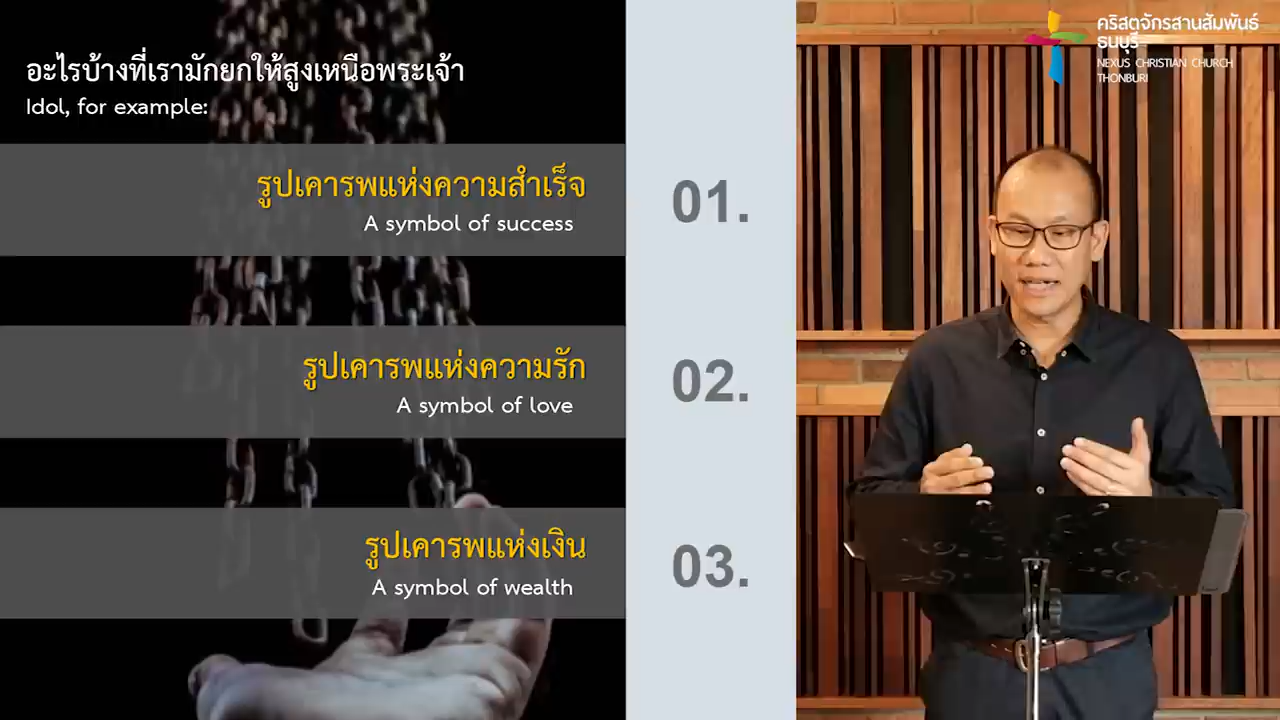 อะไรบ้างที่เรามักยกให้สูงเหนือพระเจ้า
Idol, for example:
รูปเคารพแห่งความสำเร็จ
A symbol of success
01.
รูปเคารพแห่งความรัก
A symbol of love
02.
รูปเคารพแห่งเงิน
A symbol of wealth
03.
คริสตจักรสานสัมพันธ์
ธนบุรี
NEXUS CHRISTIAN CHURCH
THONBURI